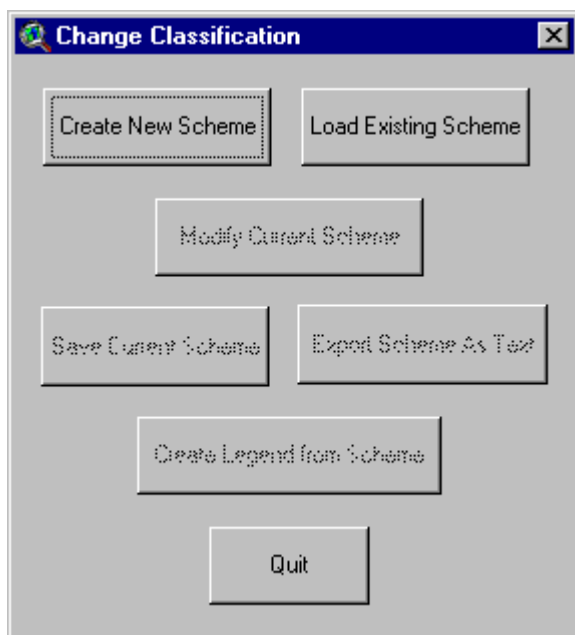 Change Classification
Create New Scheme
Load Existing Scheme
Modify Current Scheme
Save Current Scheme
Export Scheme As Text
Create Legend from Scheme
Quit